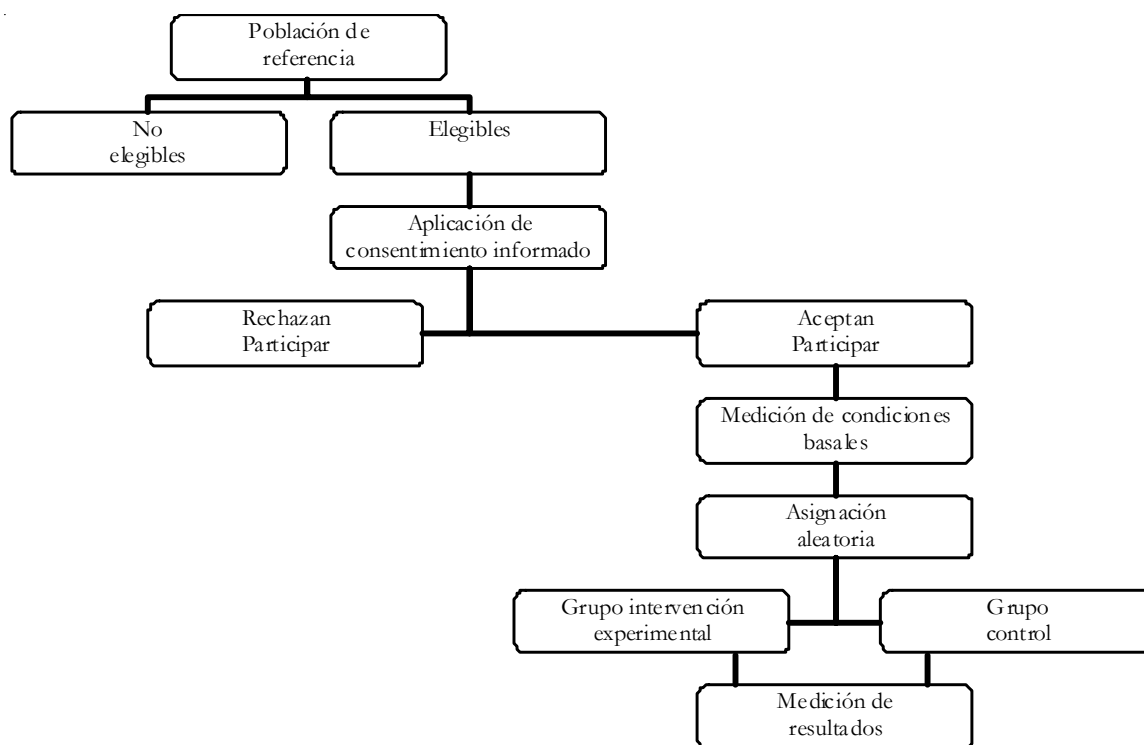 Población de
referencia
No
elegibles
Elegibles
Aplicación de
consentimiento informado
Rechazan
Participar
Aceptan
Participar
Medición de condiciones
basales
Asignación
aleatoria
Grupo intervención
experimental
Grupo
control
Medición de
resultados